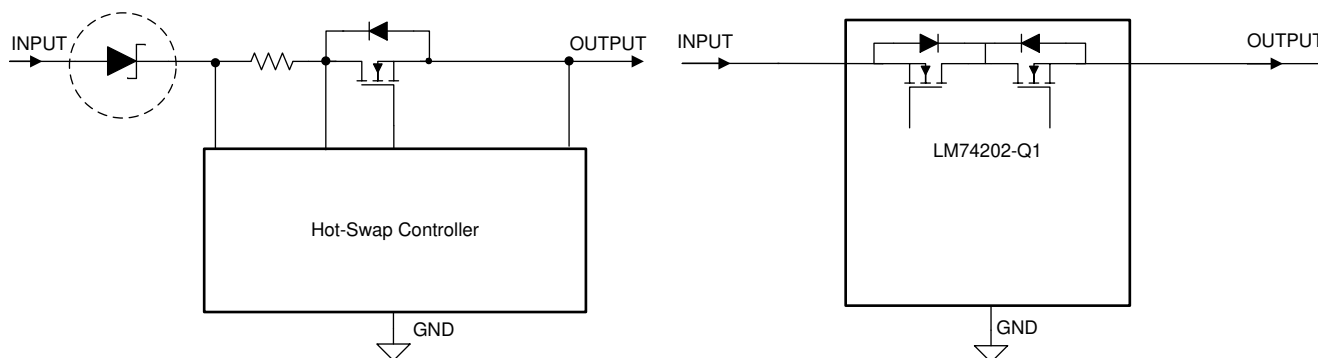 INPUT
OUTPUT
Hot-Swap Controller
GND
INPUT
OUTPUT
LM74202-Q1
GND